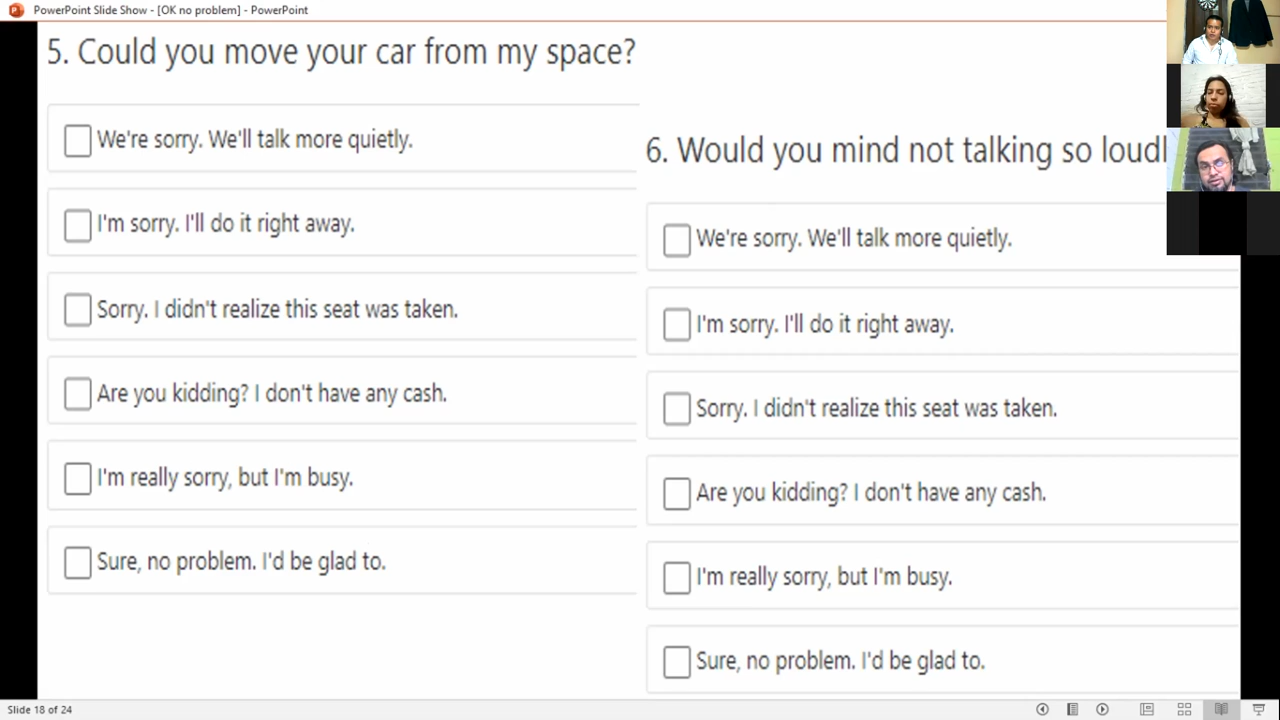 PowerPoint Slide Show - [OK no problem] - PowerPoint
5. Could you move your car from my space?
We're sorry. We'll talk more quietly.
I'm sorry. I'll do it right away.
Sorry. I didn't realize this seat was taken.
Are you kidding? I don't have any cash.
I'm really sorry, but I'm busy.
Sure, no problem. I'd be glad to.
6. Would you mind not talking so
We're sorry. We'll talk more quietly.
I'm sorry. I'll do it right away.
Sorry. I didn't realize this seat was taken.
Are you kidding? I don't have any cash.
I'm really sorry, but I'm busy.
Sure, no problem. I'd be glad to.
Slide 18 of 24